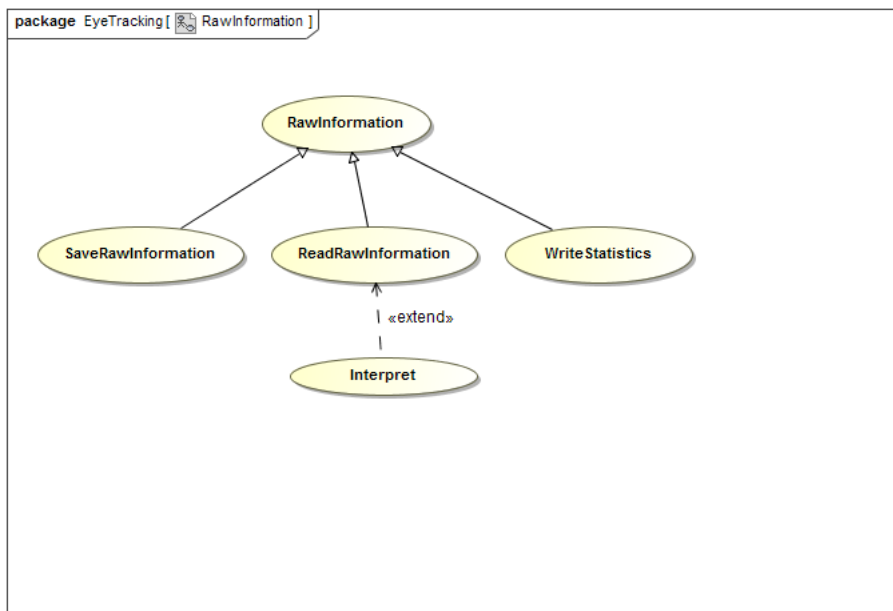 package EyeTracking [ RawInformation ]
RawInformation
SaveRawInformation
ReadRawInformation
WriteStatistics
«extend»
Interpret